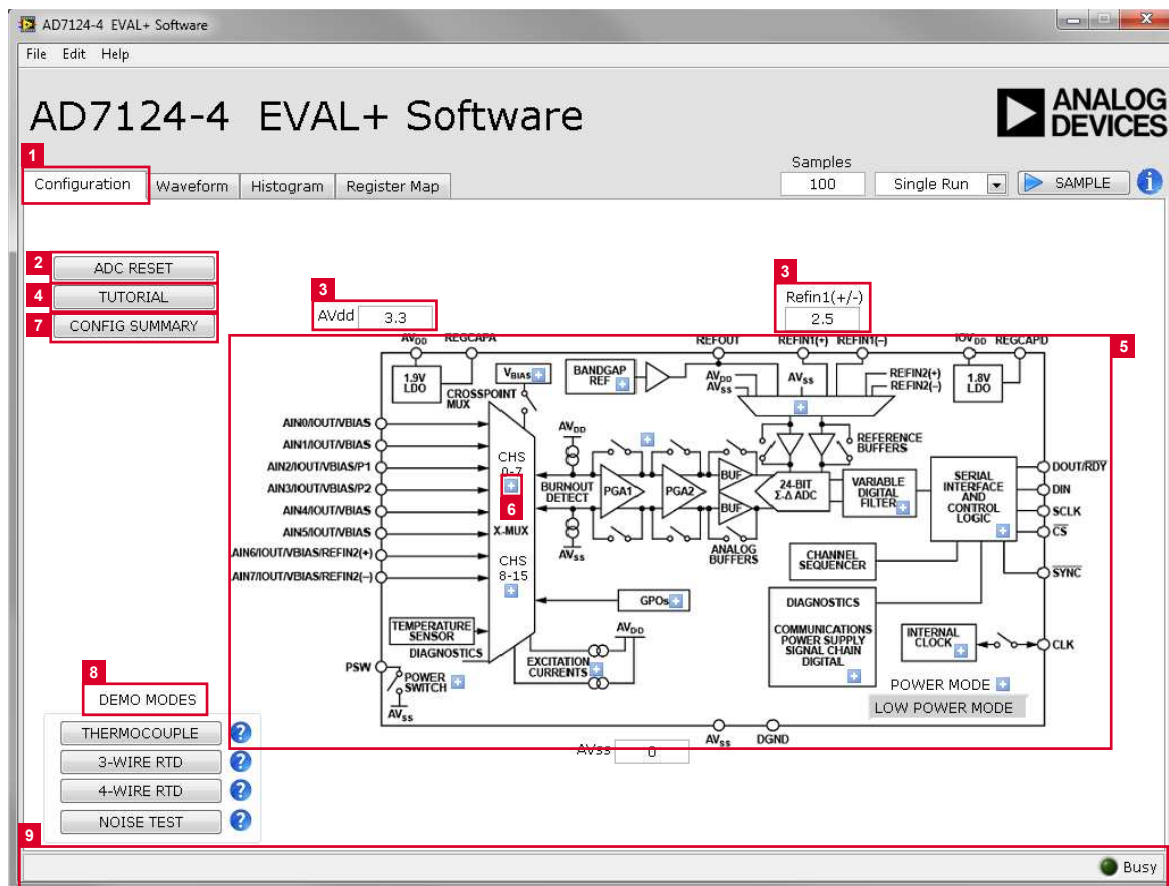 AD7124-4 EVAL+ Software
File Edit Help
AD7124-4 EVAL+ Software
ANALOG
DEVICES
1
Configuration
Waveform
Histogram
Register Map
Samples
100
Single Run
SAMPLE
2
ADC RESET
4
TUTORIAL
7
CONFIG SUMMARY
3
AVdd 3.3
3
Refin1(+/-)
2.5
5
AVDD
REGCAPA
REFOUT
REFIN1(+)
REFIN1(–)
IOVDD
REGCAPD
1.9V
LDO
VBIAS
CROSSPOINT
MUX
BANDGAP
REF
AVDD
AVSS
AVSS
REFIN2(+)
REFIN2(–)
1.8V
LDO
REFERENCE
BUFFERS
AIN0/IOUT/VBIAS
AIN1/IOUT/VBIAS
AIN2/IOUT/VBIAS/P1
AIN3/IOUT/VBIAS/P2
AIN4/IOUT/VBIAS
AIN5/IOUT/VBIAS
AIN6/IOUT/VBIAS/REFIN2(+)
AIN7/IOUT/VBIAS/REFIN2(–)
CHS
0-7
6
X-MUX
CHS
8-15
AVDD
BURNOUT
DETECT
AVSS
PGA1
PGA2
BUF
BUF
ANALOG
BUFFERS
24-BIT
Σ-Δ ADC
VARIABLE
DIGITAL
FILTER
SERIAL
INTERFACE
AND
CONTROL
LOGIC
DOUT/RDY
DIN
SCLK
CS
SYNC
CLK
CHANNEL
SEQUENCER
GPOs
DIAGNOSTICS
COMMUNICATIONS
POWER SUPPLY
SIGNAL CHAIN
DIGITAL
INTERNAL
CLOCK
TEMPERATURE
SENSOR
DIAGNOSTICS
AVDD
EXCITATION
CURRENTS
PSW
POWER
SWITCH
AVSS
POWER MODE
LOW POWER MODE
AVSS
DGND
AVss 0
8
DEMO MODES
THERMOCOUPLE
3-WIRE RTD
4-WIRE RTD
NOISE TEST
9
Busy